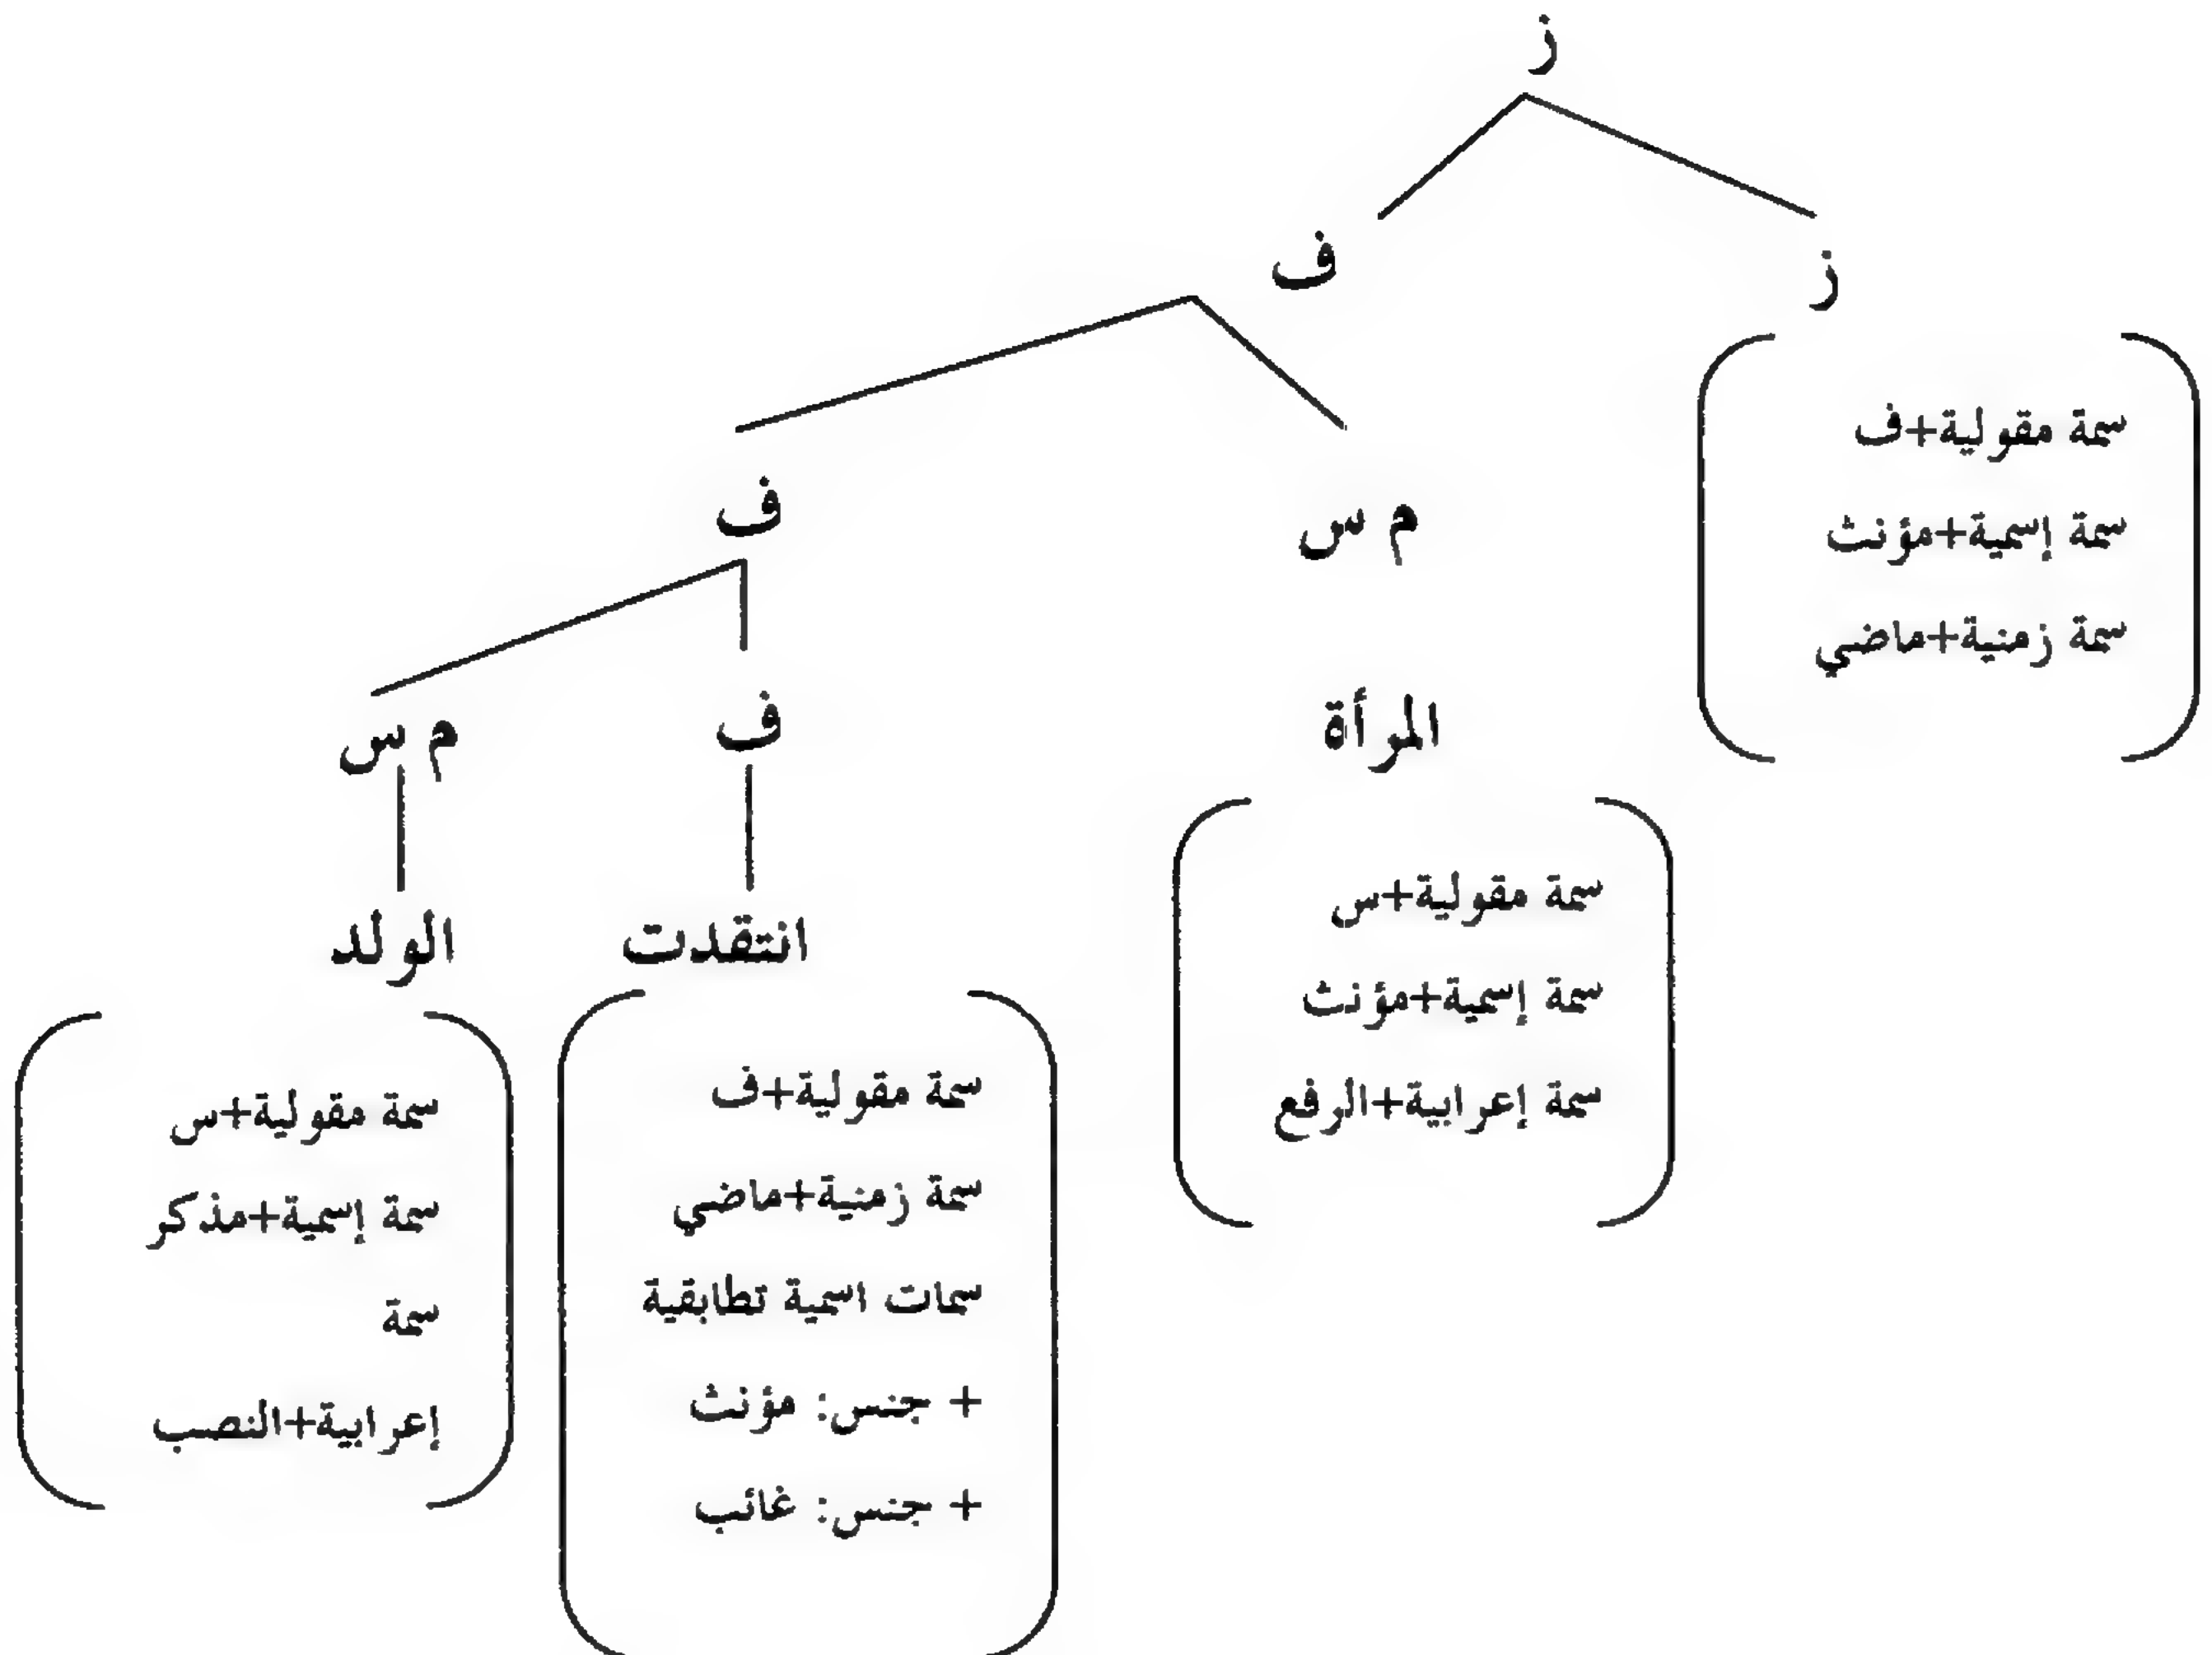 ز
ز
ف
سمة مقولية+ف
سمة إسمية+مؤنث
سمة زمنية+ماضي
م س
ف
المرأة
سمة مقولية+س
سمة إسمية+مؤنث
سمة إعرابية+الرفع
ف
م س
انتقدت
سمة مقولية+ف
سمة زمنية+ماضي
سمات اسمية تطابقية
+ جنس: مؤنث
+ جنس: غائب
الولد
سمة مقولية+س
سمة إسمية+مذكر
سمة
إعرابية+النصب